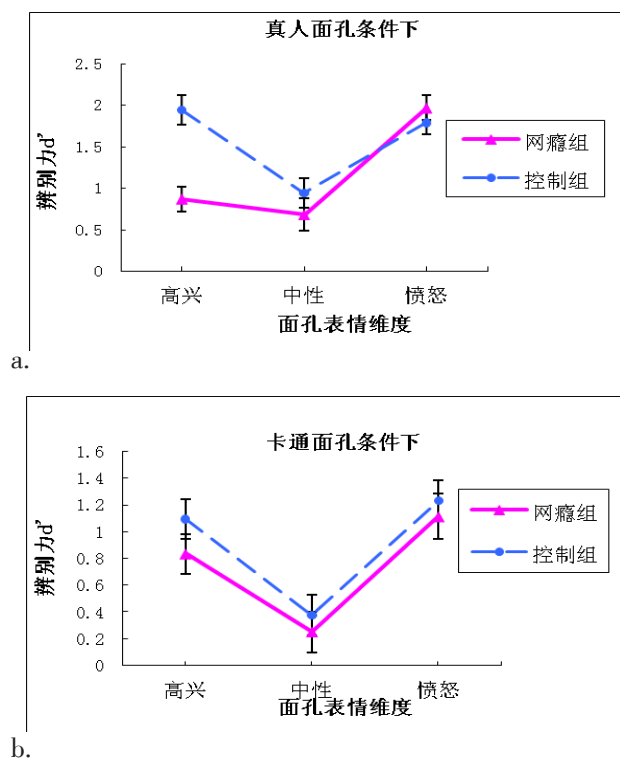 真人面孔条件下
2.5
2
1.5
1
0.5
0
辨别力d'
高兴
中性
愤怒
面孔表情维度
网瘾组
控制组
a.
卡通面孔条件下
1.6
1.4
1.2
1
0.8
0.6
0.4
0.2
0
辨别力d'
高兴
中性
愤怒
面孔表情维度
网瘾组
控制组
b.